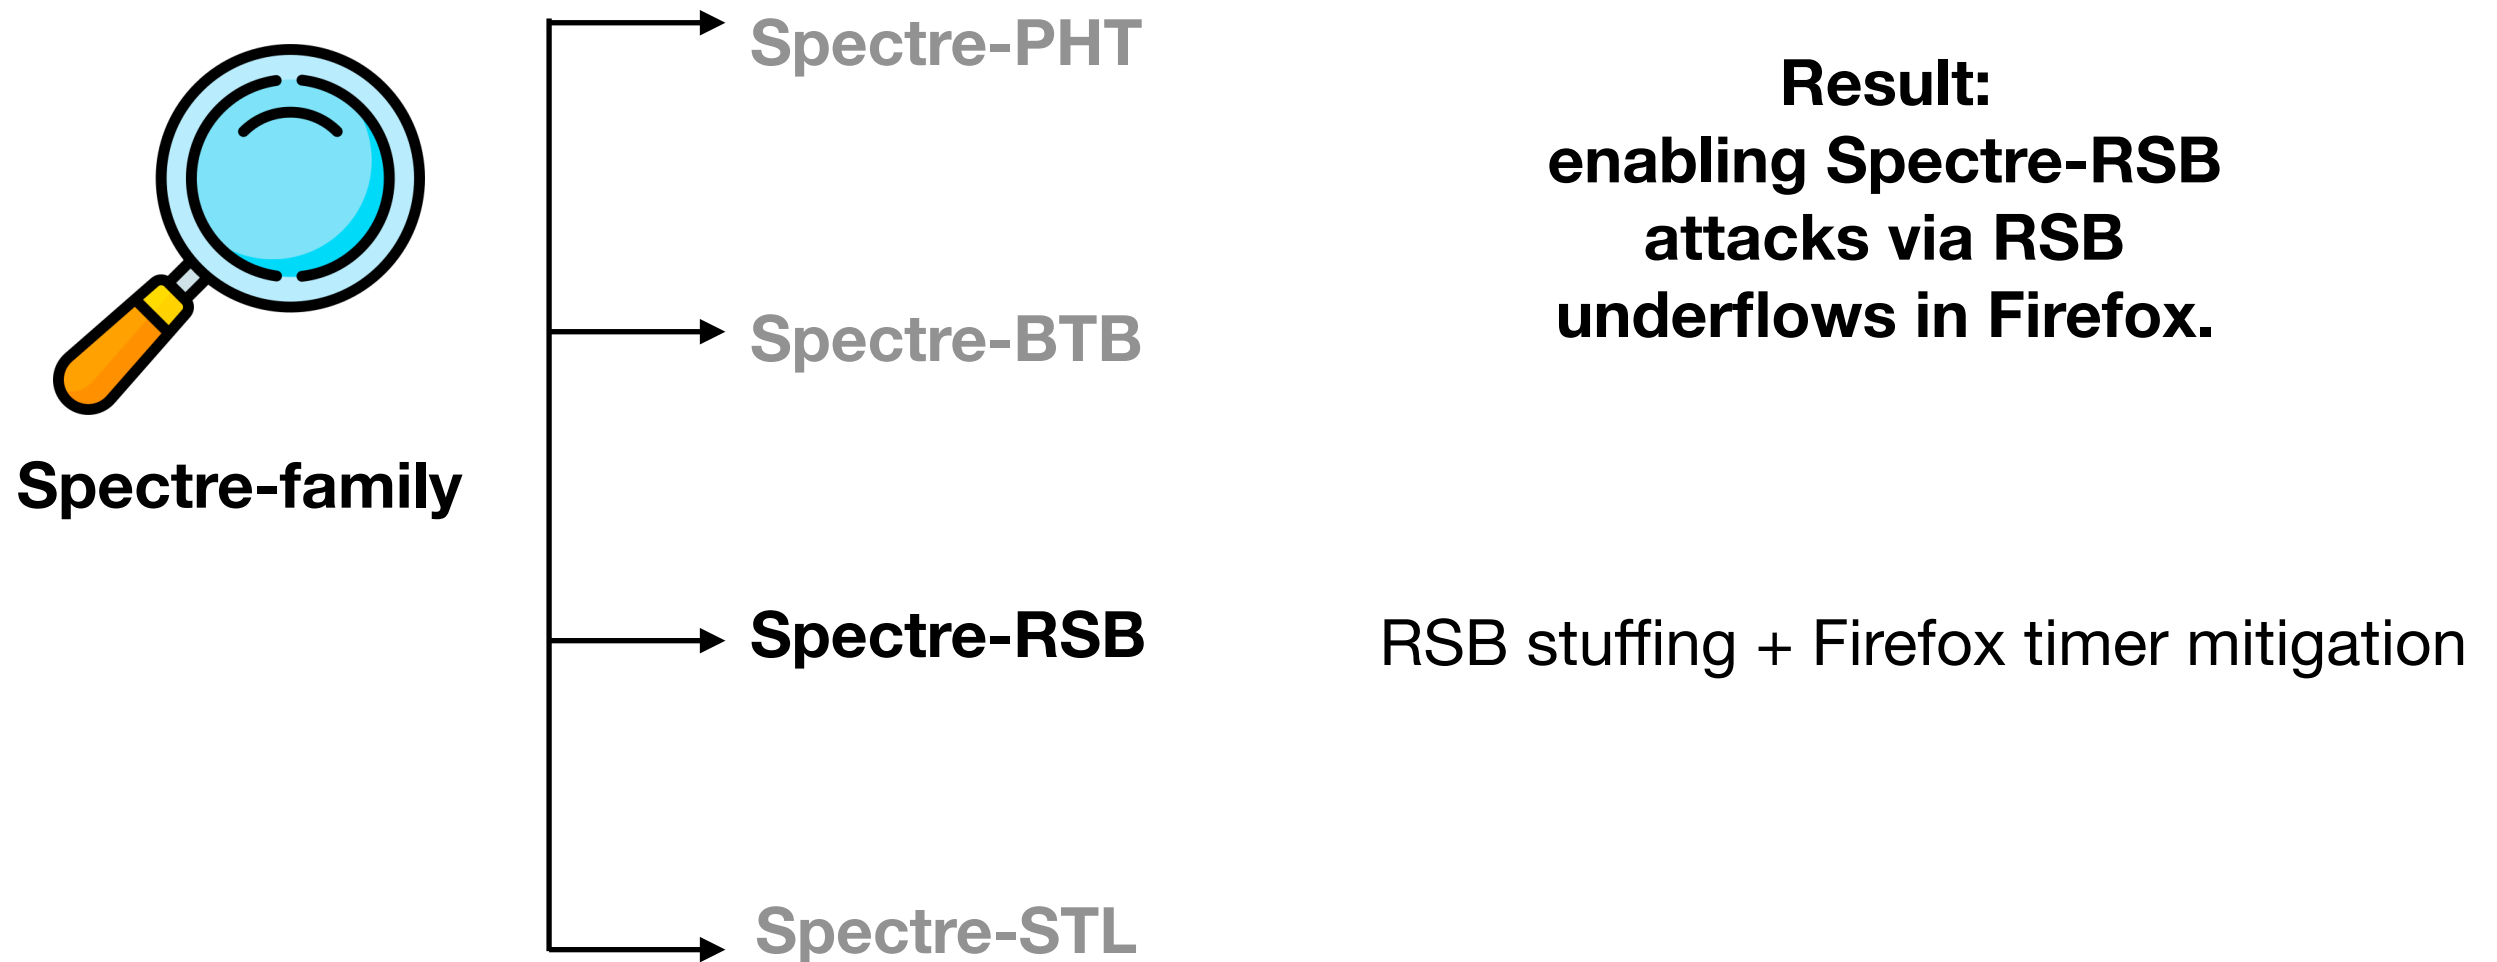 Spectre-family
Spectre-PHT
Spectre-BTB
Spectre-RSB
Spectre-STL
Result:
enabling Spectre-RSB
attacks via RSB
underflows in Firefox.
RSB stuffing + Firefox timer mitigation